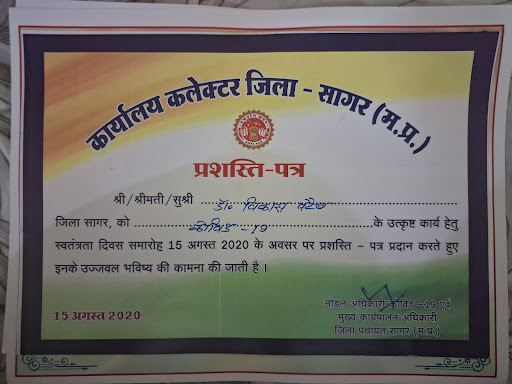 कार्यालय कलेक्टर जिला - सागर (म.प्र.)
प्रशस्ति-पत्र
श्री/श्रीमती/सुश्री डॉ. विकास पटेल
जिला सागर, को कोविड -19 के उत्कृष्ट कार्य हेतु
स्वतंत्रता दिवस समारोह 15 अगस्त 2020 के अवसर पर प्रशस्ति – पत्र प्रदान करते हुए
इनके उज्जवल भविष्य की कामना की जाती है।
नोडल अधिकारी कोविड -19 एवं
15 अगस्त 2020 मुख्य कार्यपालन अधिकारी
जिला पंचायत सागर (म.प्र.)